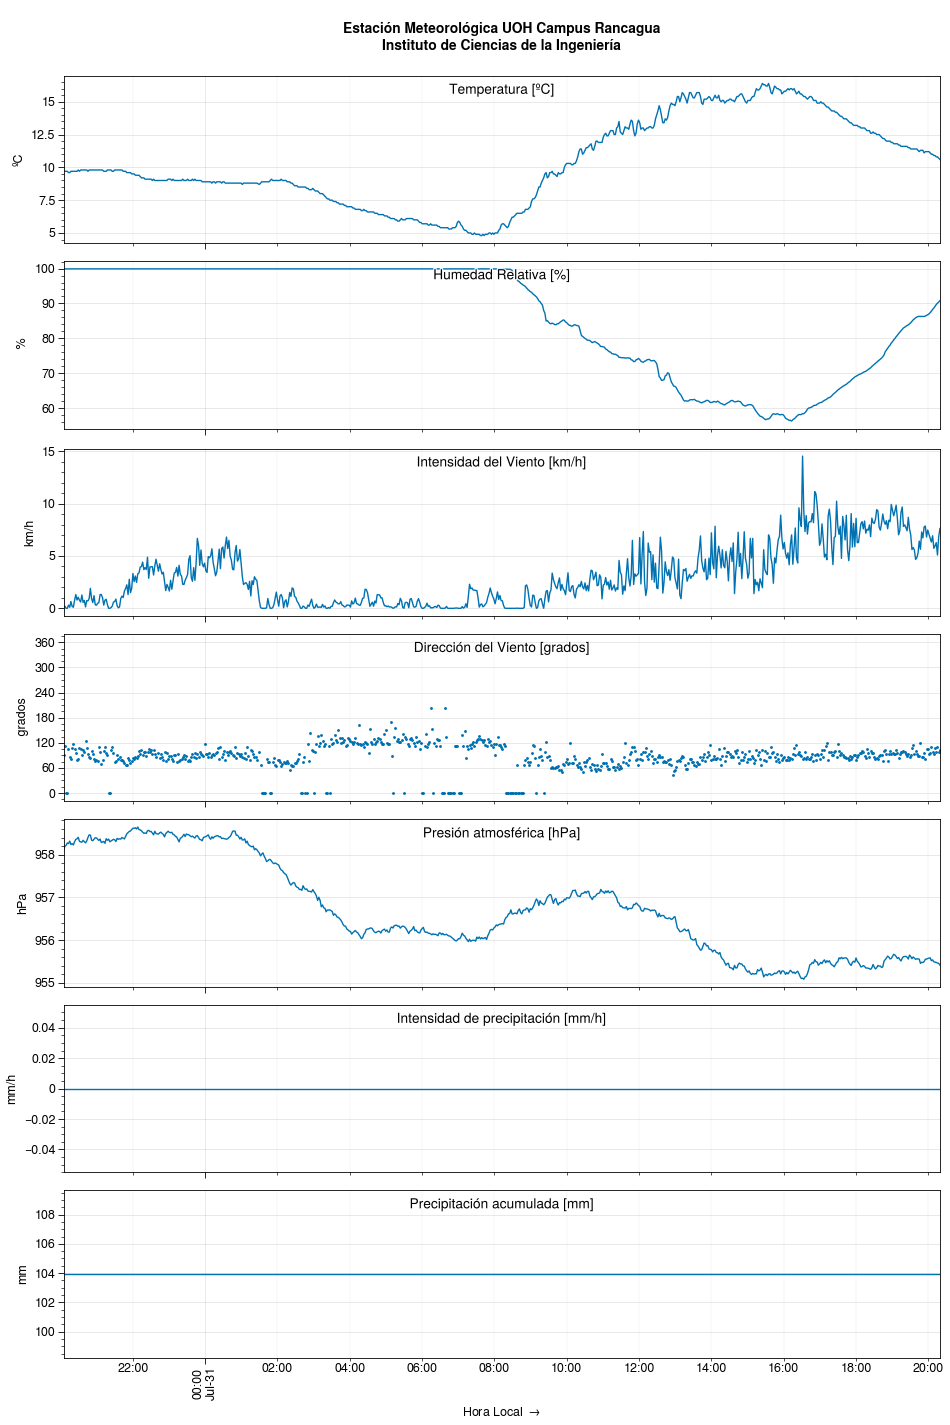 Estación Meteorológica UOH Campus Rancagua
Instituto de Ciencias de la Ingeniería
Temperatura [ºC]
15
12.5
10
7.5
5
ºC
Humedad Relativa [%]
100
90
80
70
60
%
Intensidad del Viento [km/h]
15
10
5
0
km/h
Dirección del Viento [grados]
360
300
240
180
120
60
0
grados
Presión atmosférica [hPa]
958
957
956
955
hPa
Intensidad de precipitación [mm/h]
0.04
0.02
0
−0.02
−0.04
mm/h
Precipitación acumulada [mm]
108
106
104
102
100
mm
22:00
00:00
Jul-31
02:00
04:00
06:00
08:00
10:00
12:00
14:00
16:00
18:00
20:00
Hora Local →